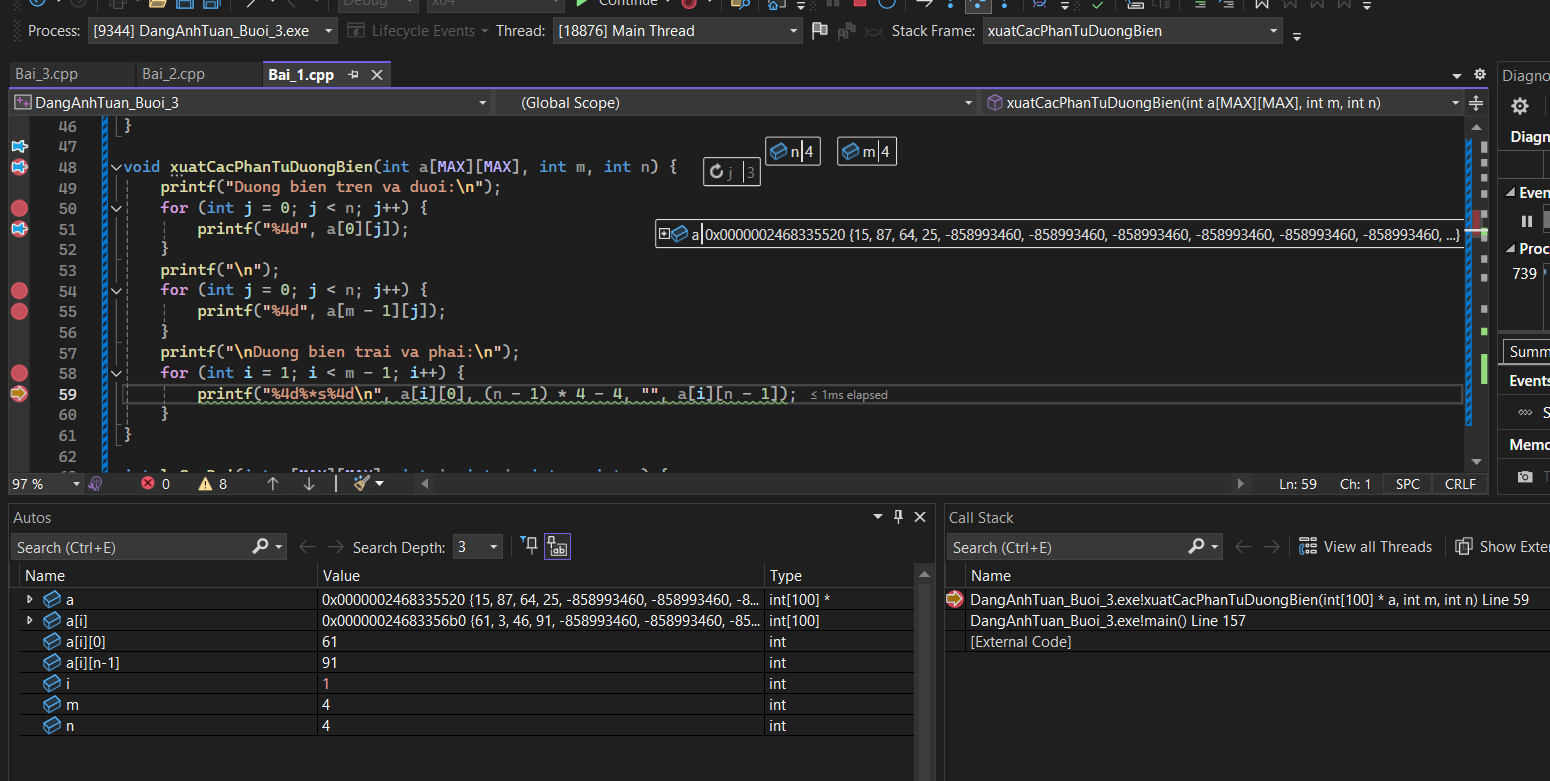 Debug x64 Continue
Process: [9344] DangAnhTuan_Buoi_3.exe Lifecycle Events Thread: [18876] Main Thread Stack Frame: xuatCacPhanTuDuongBien
Bai_3.cpp Bai_2.cpp Bai_1.cpp
DangAnhTuan_Buoi_3 (Global Scope) xuatCacPhanTuDuongBien(int a[MAX][MAX], int m, int n)
46 }
47
48 void xuatCacPhanTuDuongBien(int a[MAX][MAX], int m, int n) {
n 4 m 4
j 3
49 printf("Duong bien tren va duoi:\n");
50 for (int j = 0; j < n; j++) {
51 printf("%4d", a[0][j]);
a 0x0000002468335520 {15, 87, 64, 25, -858993460, -858993460, -858993460, -858993460, -858993460, -858993460, ...}
52 }
53 printf("\n");
54 for (int j = 0; j < n; j++) {
55 printf("%4d", a[m - 1][j]);
56 }
57 printf("\nDuong bien trai va phai:\n");
58 for (int i = 1; i < m - 1; i++) {
59 printf("%4d%*s%4d\n", a[i][0], (n - 1) * 4 - 4, "", a[i][n - 1]); ≤ 1ms elapsed
60 }
61 }
62
97 % 0 8 Ln: 59 Ch: 1 SPC CRLF
Diagno
Diagn
Even
Proc
739
Summ
Events
S
Memo
T
Autos
Search (Ctrl+E) Search Depth: 3
Name Value Type
a 0x0000002468335520 {15, 87, 64, 25, -858993460, -858993460, -8... int[100] *
a[i] 0x00000024683356b0 {61, 3, 46, 91, -858993460, -858993460, -85... int[100]
a[i][0] 61 int
a[i][n-1] 91 int
i 1 int
m 4 int
n 4 int
Call Stack
Search (Ctrl+E) View all Threads Show Exter
Name
DangAnhTuan_Buoi_3.exe!xuatCacPhanTuDuongBien(int[100] * a, int m, int n) Line 59
DangAnhTuan_Buoi_3.exe!main() Line 157
[External Code]